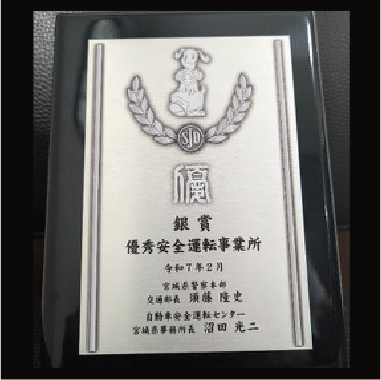 SJD
優
銀賞
優秀安全運転事業所
令和7年2月
宮城県警察本部
交通部長 須藤 隆史
自動車安全運転センター
宮城県事務所長 沼田 光二